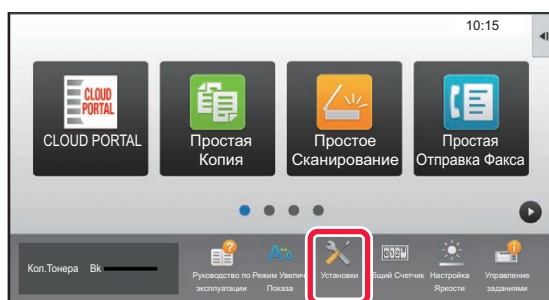 10:15
CLOUD
PORTAL
CLOUD PORTAL
Простая
Копия
Простое
Сканирование
Простая
Отправка Факса
Кол.Тонера Bk
Руководство по
эксплуатации
Режим Увелич
Показа
Установки
бщий Счетчик
Настройка
Яркости
Управление
заданиями